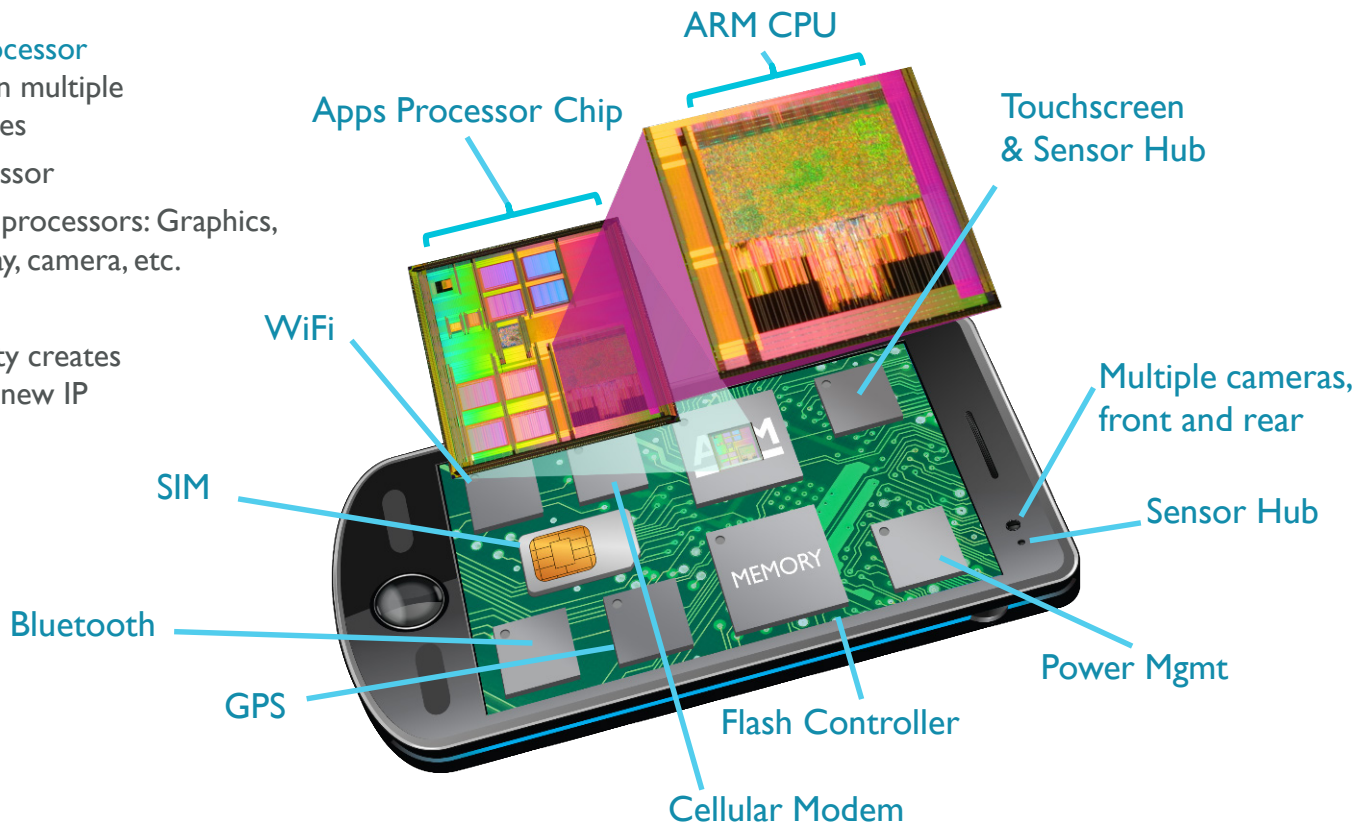 ocessor
n multiple
es
ssor
processors: Graphics,
ay, camera, etc.
ty creates
new IP
ARM CPU
Apps Processor Chip
Touchscreen
& Sensor Hub
WiFi
Multiple cameras,
front and rear
SIM
Sensor Hub
MEMORY
Bluetooth
Power Mgmt
GPS
Flash Controller
Cellular Modem